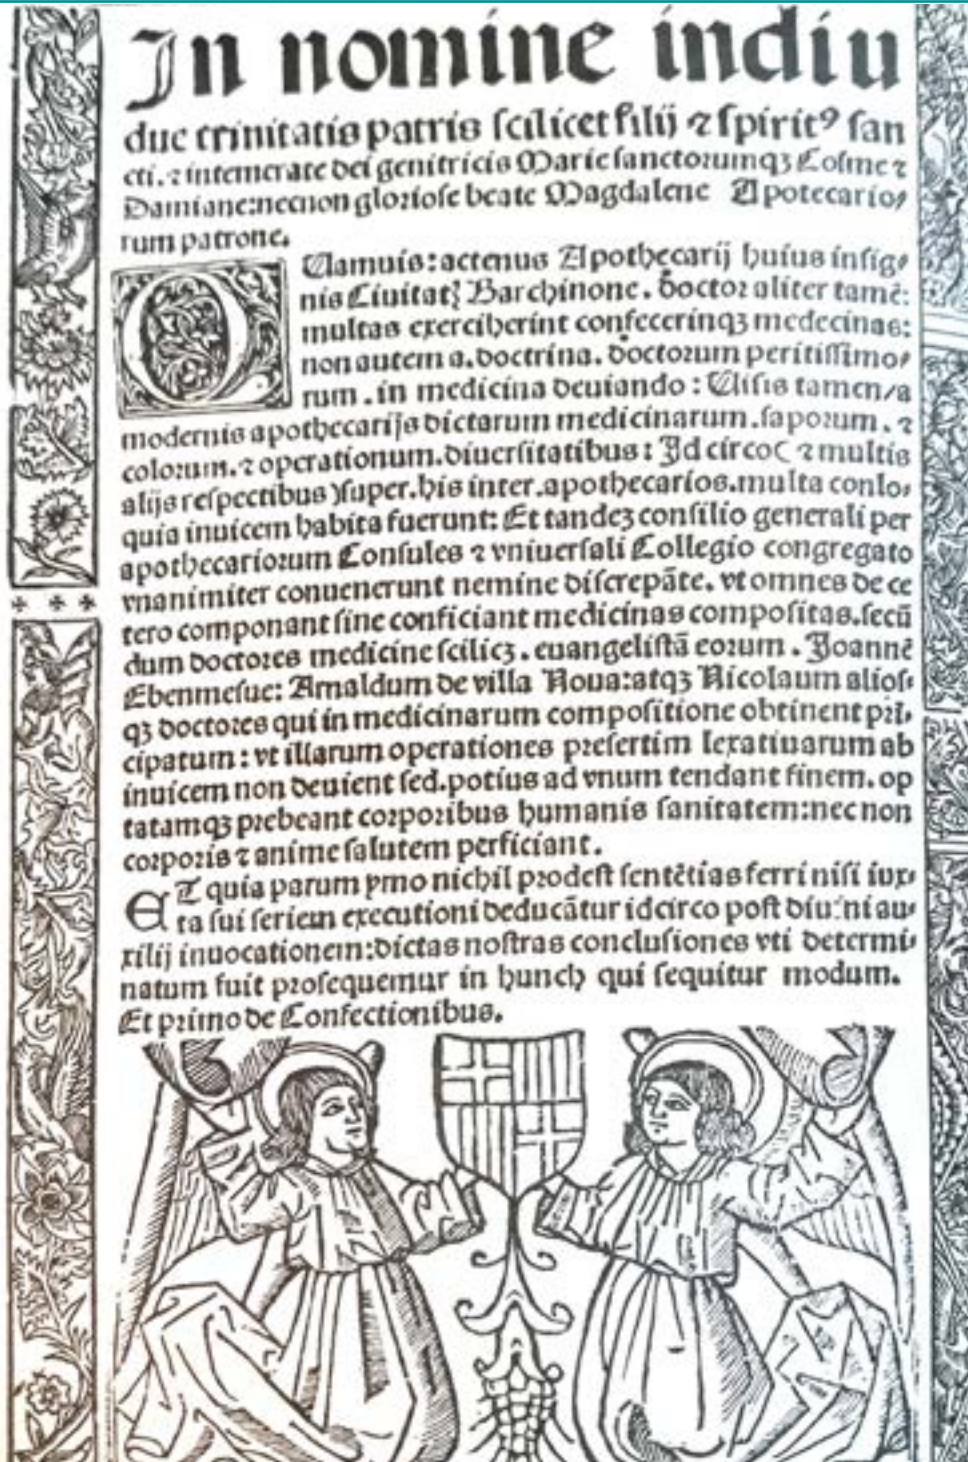 In nomine indiu
due trinitatis patris scilicet filij ⁊ spiritꝰ san
cti. ⁊ intemerate dei genitricis Marie sanctorumqꝫ Cosme ⁊
Damiane: necnon gloriose beate Magdalene Apotecario⸗
rum patrone.
QVamuis: actenus Apothecarij huius insig⸗
nis Ciuitatꝭ Barchinone. doctor aliter tamē:
multas exerciberint confecerinqꝫ medecinas:
non autem a. doctrina. doctorum peritissimo⸗
rum. in medicina deuiando: Visis tamen/a
modernis apothecarijs dictarum medicinarum. saporum. ⁊
colorum. ⁊ operationum. diuersitatibus: Id circo( ⁊ multis
alijs respectibus) super. his inter. apothecarios. multa conlo⸗
quia inuicem habita fuerunt: Et tandeꝫ consilio generali per
apothecariorum Consules ⁊ vniuersali Collegio congregato
vnanimiter conuenerunt nemine discrepāte. vt omnes de ce
tero componant sine conficiant medicinas compositas. secū
dum doctores medicine scilicꝫ. euangelistā eorum. Joannē
Ebenmesue: Arnaldum de villa Noua: atqꝫ Nicolaum alios⸗
qꝫ doctores qui in medicinarum compositione obtinent pri⸗
cipatum: vt illarum operationes presertim lexatiuarum ab
inuicem non deuient sed. potius ad vnum tendant finem. op
tatamqꝫ prebeant corporibus humanis sanitatem: nec non
corporis ⁊ anime salutem perficiant.
ET quia parum ymo nichil prodest sentētias ferri nisi iux⸗
ta sui seriem executioni deducātur idcirco post diuini au⸗
xilij inuocationem: dictas nostras conclusiones vti determi⸗
natum fuit prosequemur in hunch qui sequitur modum.
Et primo de Confectionibus.